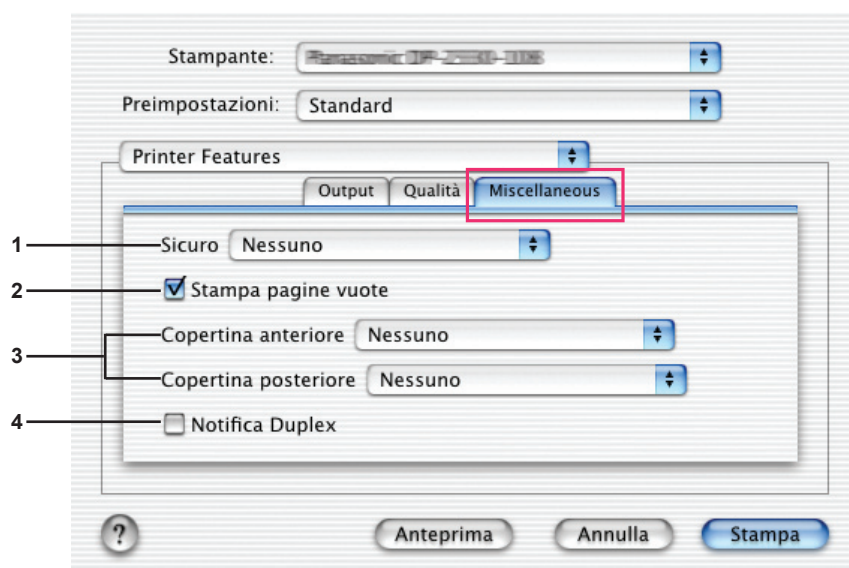 Stampante:
Preimpostazioni: Standard
Printer Features
Output Qualità Miscellaneous
1 Sicuro Nessuno
2 Stampa pagine vuote
3 Copertina anteriore Nessuno
Copertina posteriore Nessuno
4 Notifica Duplex
? Anteprima Annulla Stampa